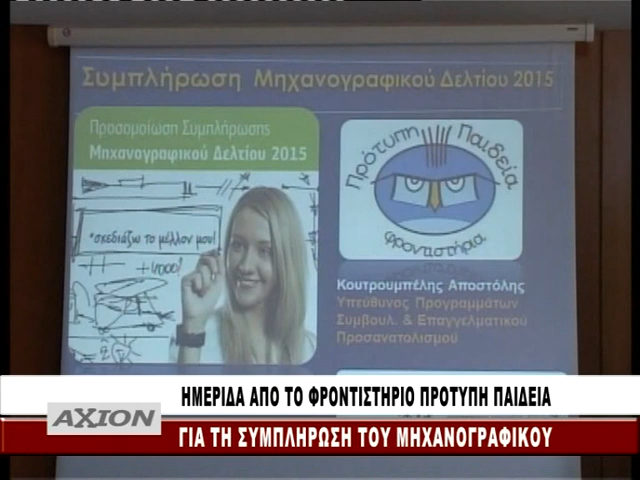 Συμπλήρωση Μηχανογραφικού Δελτίου 2015
Προσομοίωση Συμπλήρωσης
Μηχανογραφικού Δελτίου 2015
*σχεδιάζω το μέλλον μου!
Πρότυπη Παιδεία
φροντιστήρια
Κουτρουμπέλης Αποστόλης
Υπεύθυνος Προγραμμάτων
Συμβουλ. & Επαγγελματικού
Προσανατολισμού
ΗΜΕΡΙΔΑ ΑΠΟ ΤΟ ΦΡΟΝΤΙΣΤΗΡΙΟ ΠΡΟΤΥΠΗ ΠΑΙΔΕΙΑ
AXION
ΓΙΑ ΤΗ ΣΥΜΠΛΗΡΩΣΗ ΤΟΥ ΜΗΧΑΝΟΓΡΑΦΙΚΟΥ